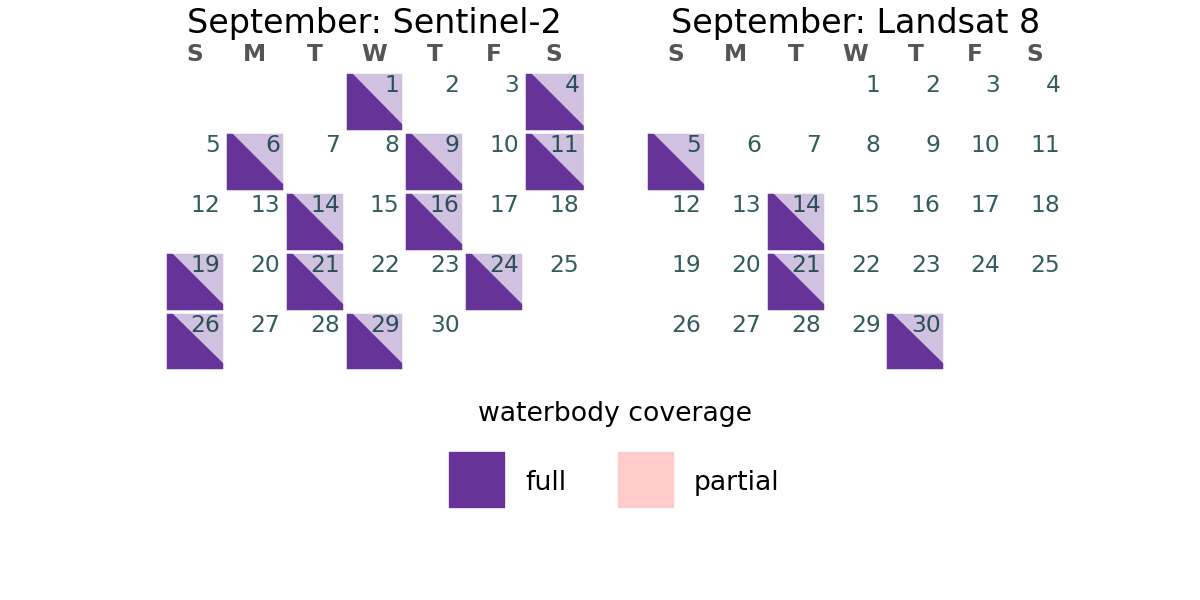 September: Sentinel-2
S M T W T F S
1 2 3 4
5 6 7 8 9 10 11
12 13 14 15 16 17 18
19 20 21 22 23 24 25
26 27 28 29 30
September: Landsat 8
S M T W T F S
1 2 3 4
5 6 7 8 9 10 11
12 13 14 15 16 17 18
19 20 21 22 23 24 25
26 27 28 29 30
waterbody coverage
full
partial